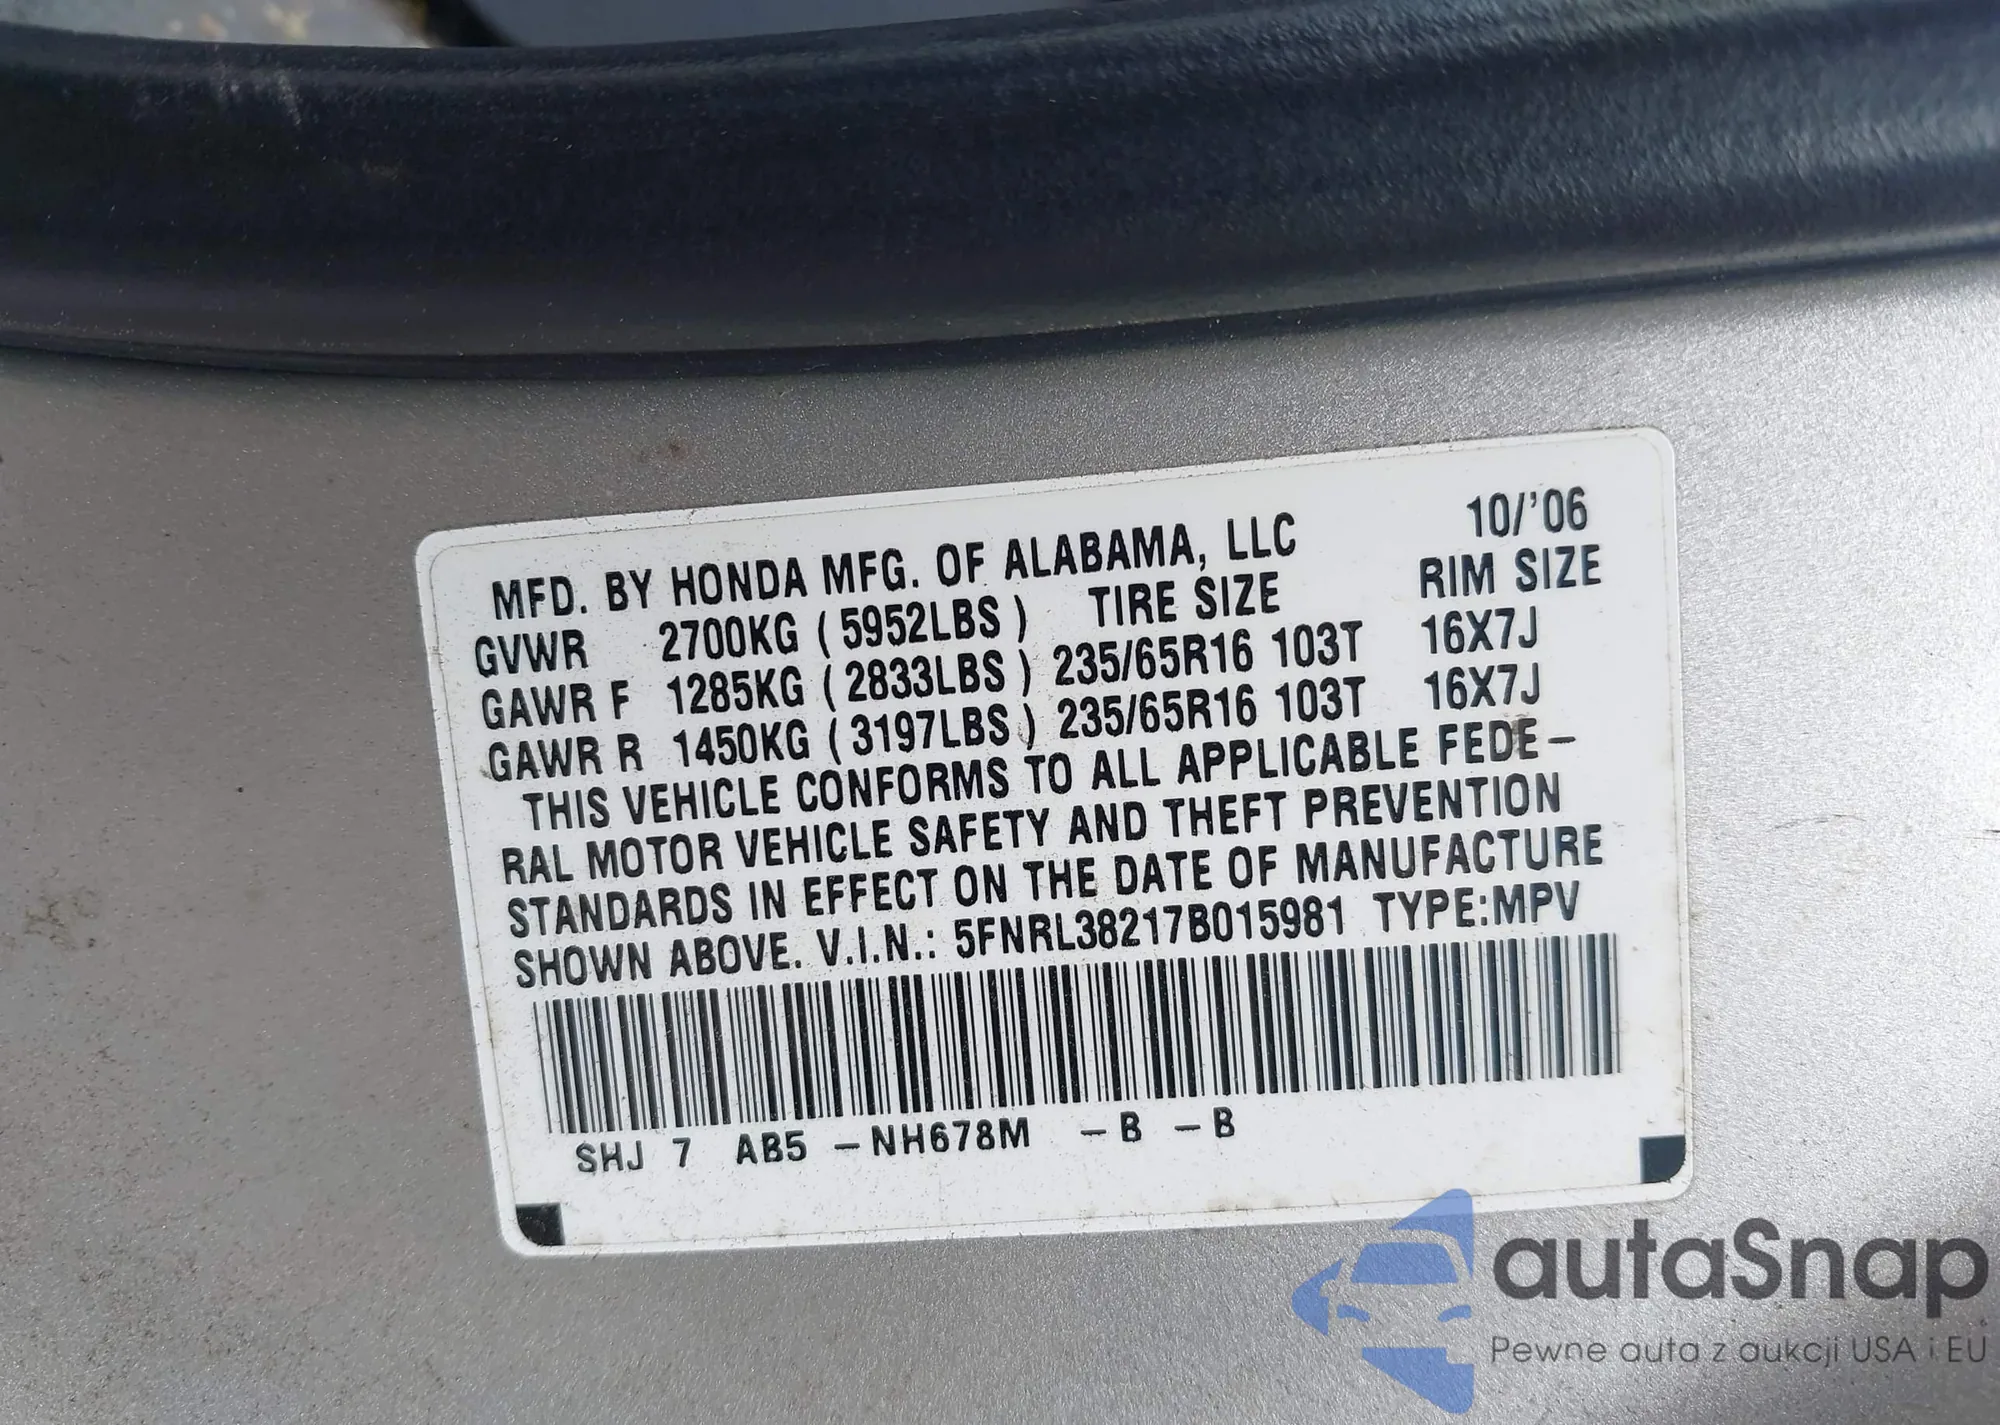 MFD. BY HONDA MFG. OF ALABAMA, LLC 10/'06
GVWR 2700KG ( 5952LBS ) TIRE SIZE RIM SIZE
GAWR F 1285KG ( 2833LBS ) 235/65R16 103T 16X7J
GAWR R 1450KG ( 3197LBS ) 235/65R16 103T 16X7J
THIS VEHICLE CONFORMS TO ALL APPLICABLE FEDE–
RAL MOTOR VEHICLE SAFETY AND THEFT PREVENTION
STANDARDS IN EFFECT ON THE DATE OF MANUFACTURE
SHOWN ABOVE. V.I.N.: 5FNRL38217B015981 TYPE:MPV
SHJ 7 AB5 –NH678M –B –B
autaSnap
Pewne auta z aukcji USA i EU